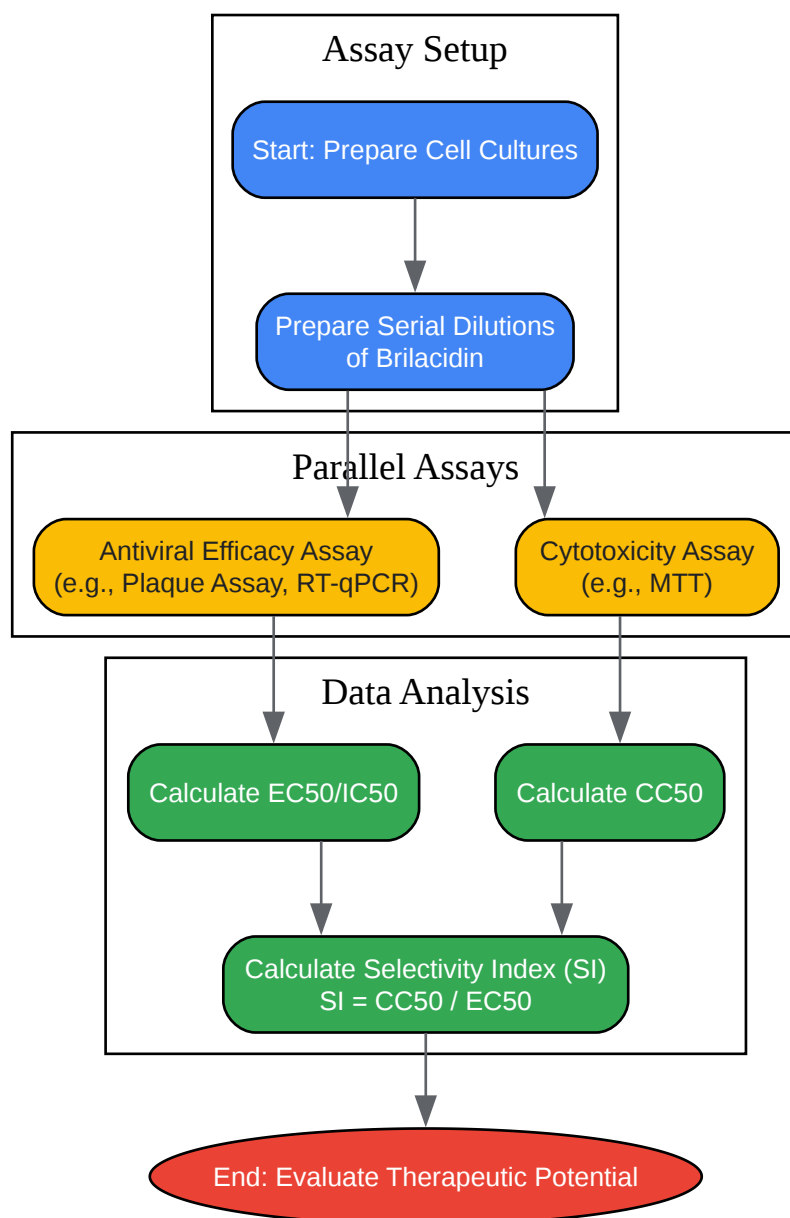 Assay Setup
Start: Prepare Cell Cultures
Prepare Serial Dilutions
of Brilacidin
Parallel Assays
Antiviral Efficacy Assay
(e.g., Plaque Assay, RT-qPCR)
Cytotoxicity Assay
(e.g., MTT)
Data Analysis
Calculate EC50/IC50
Calculate CC50
Calculate Selectivity Index (SI)
SI = CC50 / EC50
End: Evaluate Therapeutic Potential